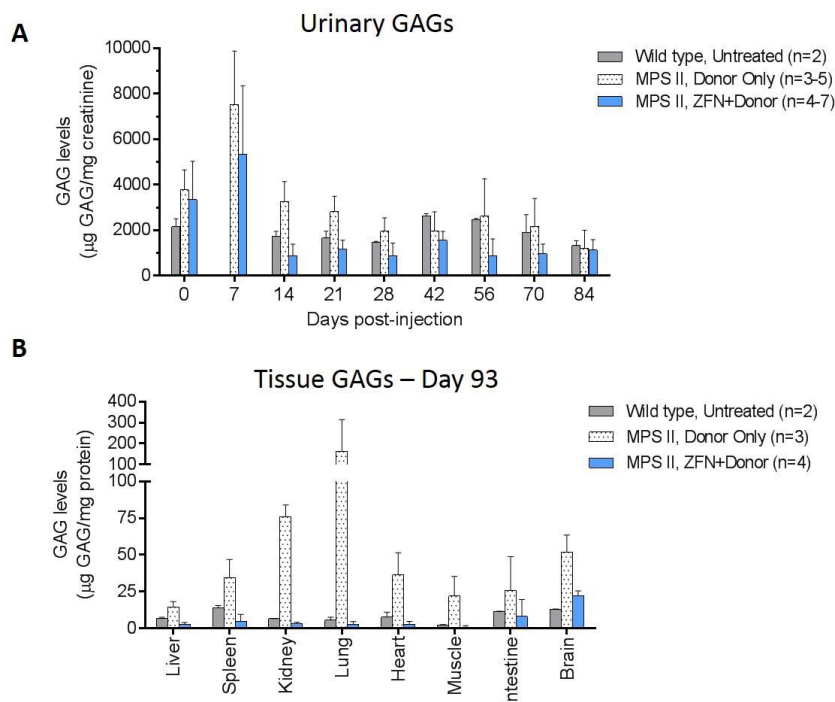 A
Urinary GAGs
GAG levels
(µg GAG/mg creatinine)
10000
8000
6000
4000
2000
0
0 7 14 21 28 42 56 70 84
Days post-injection
Wild type, Untreated (n=2)
MPS II, Donor Only (n=3-5)
MPS II, ZFN+Donor (n=4-7)
B
Tissue GAGs – Day 93
GAG levels
(µg GAG/mg protein)
400
300
200
100
100
75
50
25
0
Liver
Spleen
Kidney
Lung
Heart
Muscle
ntestine
Brain
Wild type, Untreated (n=2)
MPS II, Donor Only (n=3)
MPS II, ZFN+Donor (n=4)